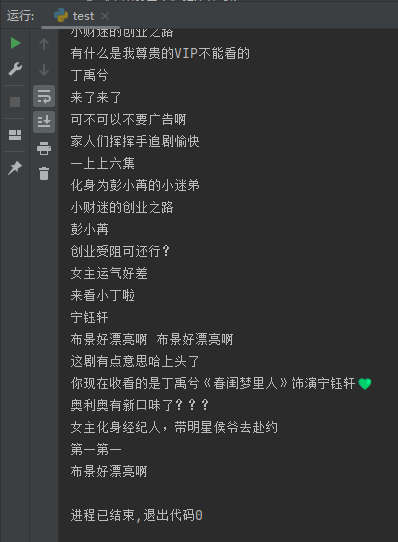 运行: test
小财迷的创业之路
有什么是我尊贵的VIP不能看的
丁禹兮
来了来了
可不可以不要广告啊
家人们挥挥手追剧愉快
一上上六集
化身为彭小苒的小迷弟
小财迷的创业之路
彭小苒
创业受阻可还行?
女主运气好差
来看小丁啦
宁钰轩
布景好漂亮啊 布景好漂亮啊
这剧有点意思哈上头了
你现在收看的是丁禹兮《春闺梦里人》饰演宁钰轩💚
奥利奥有新口味了???
女主化身经纪人，带明星侯爷去赴约
第一第一
布景好漂亮啊
进程已结束,退出代码0